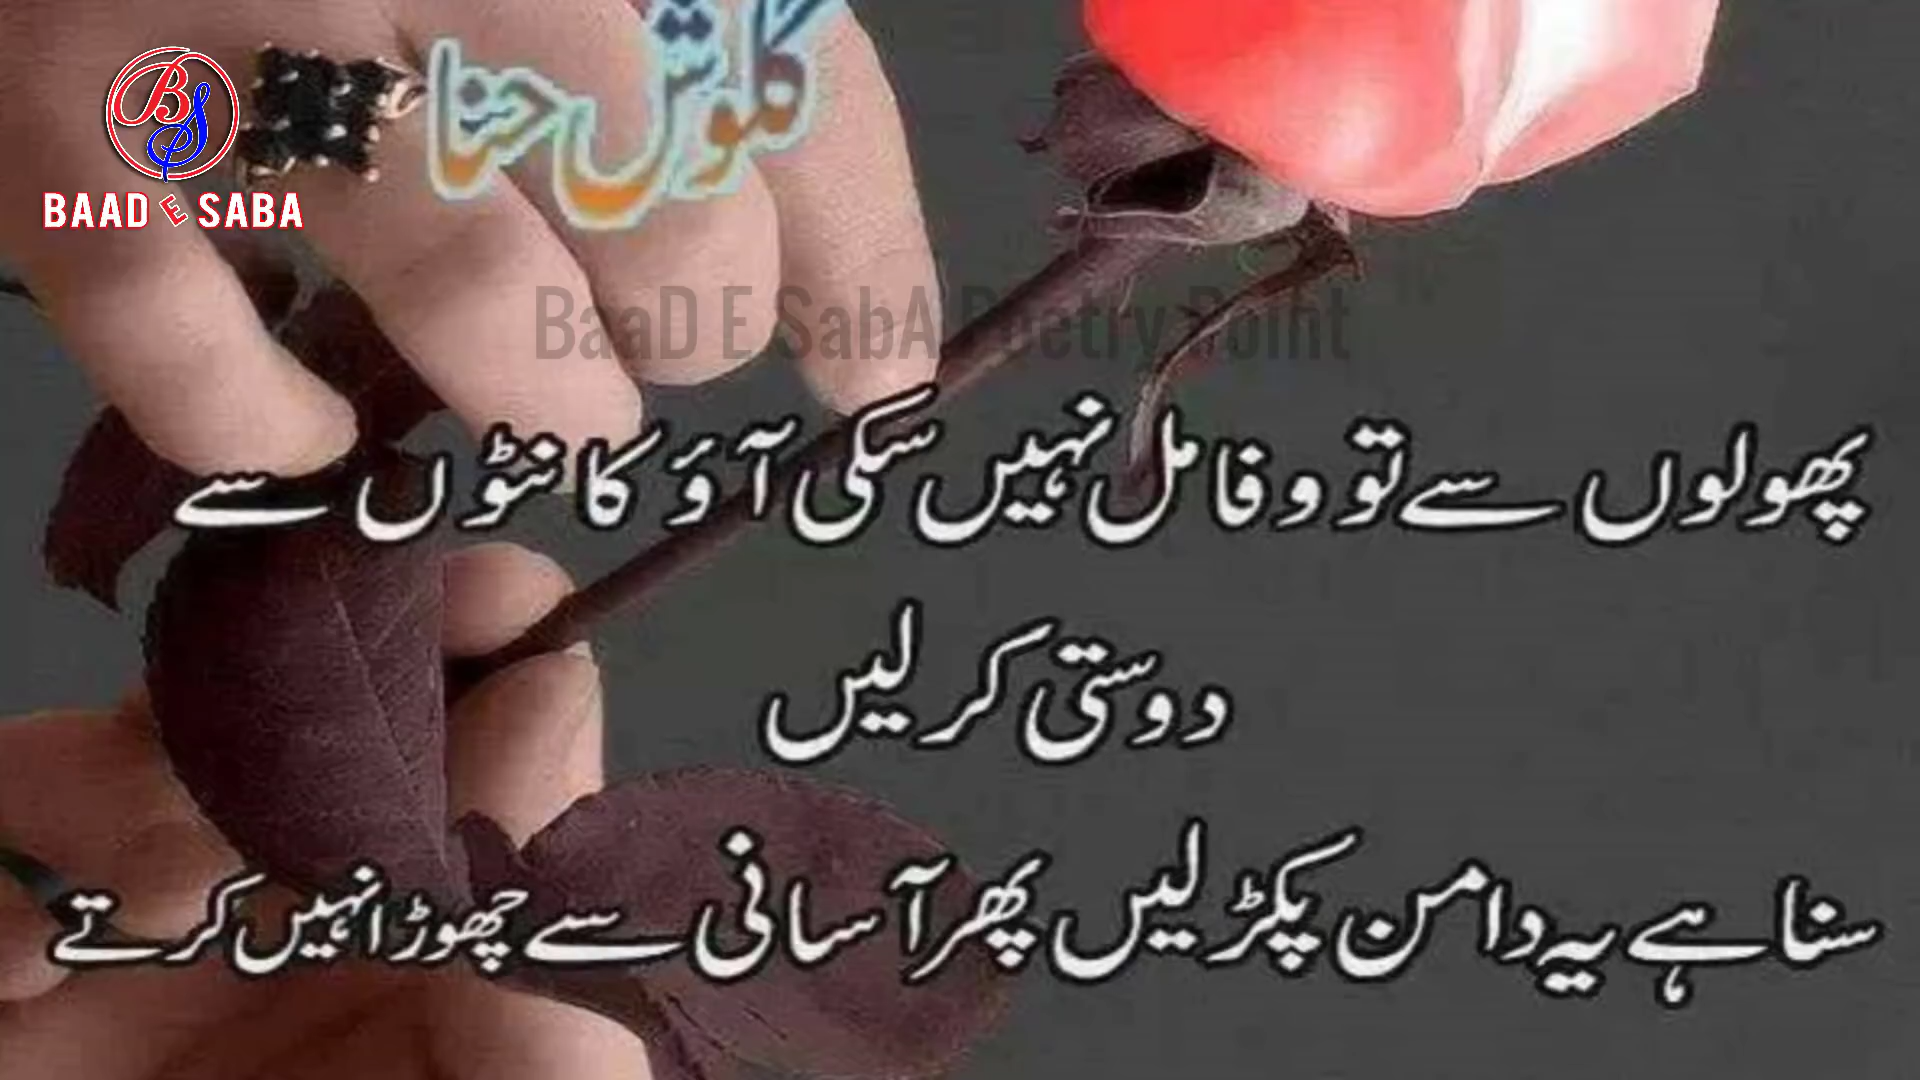 گلوش حنا
BS
BAAD E SABA
BaaD E SabA Poetry Point
پھولوں سے تو وفا مل نہیں سکی آؤ کانٹوں سے
دوستی کر لیں
سنا ہے یہ دامن پکڑ لیں پھر آسانی سے چھوڑا نہیں کرتے